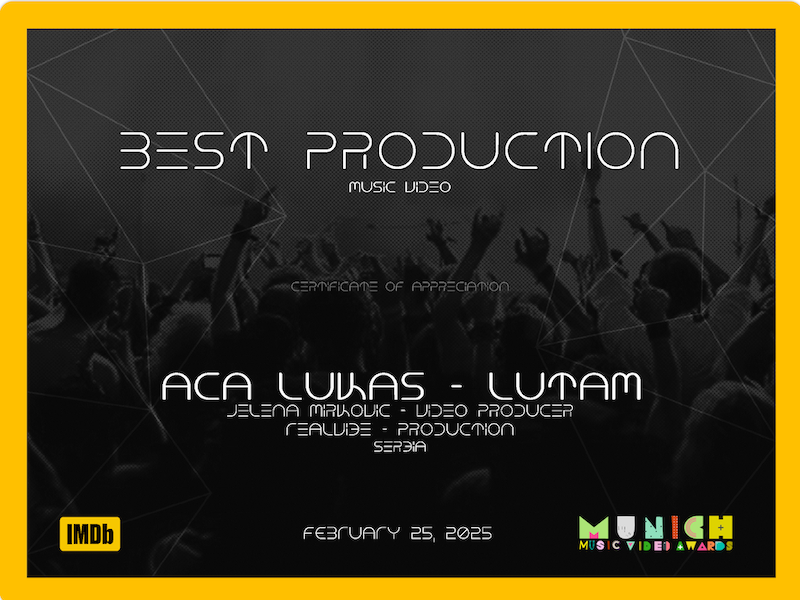 BEST PRODUCTION
MUSIC VIDEO
CERTIFICATE OF APPRECIATION
ACA LUKAS - LUTAM
JELENA MIRKOVIC - VIDEO PRODUCER
REALVIBE - PRODUCTION
SERBIA
IMDb
FEBRUARY 25, 2025
MUNICH
MUSIC VIDEO AWARDS